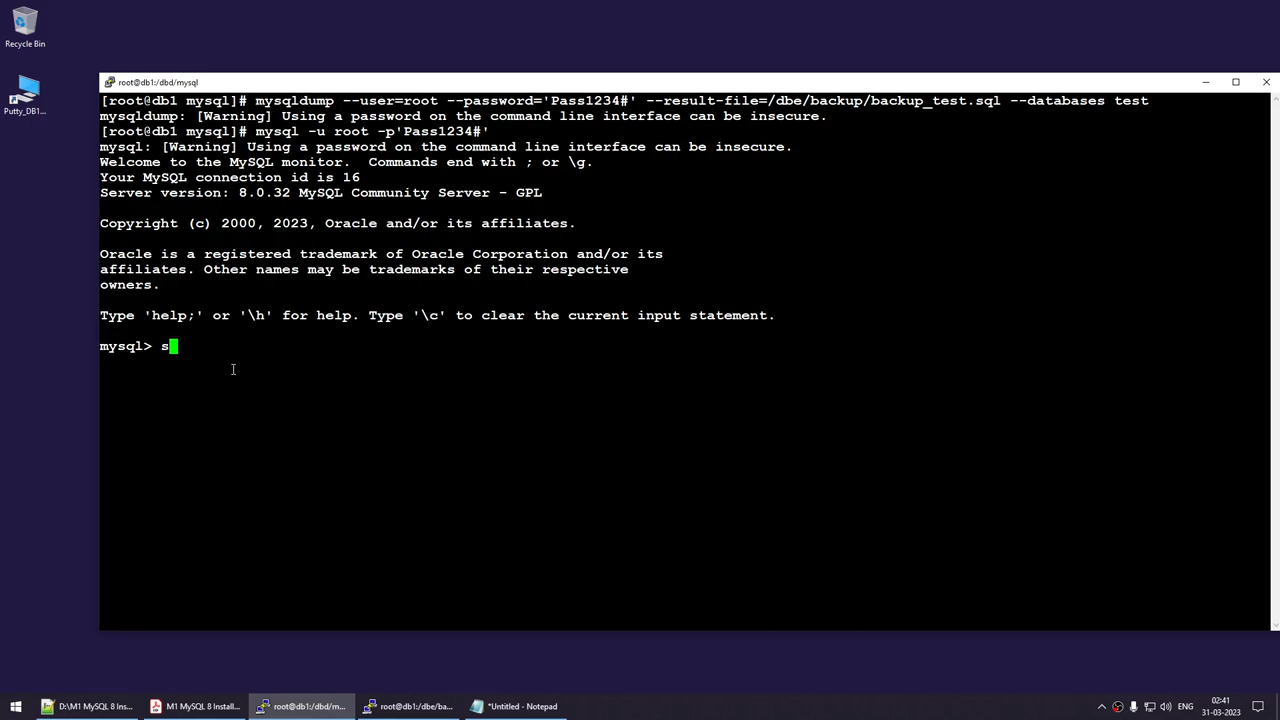 Recycle Bin
Putty_DB1...
root@db1:/dbd/mysql
[root@db1 mysql]# mysqldump --user=root --password='Pass1234#' --result-file=/dbe/backup/backup_test.sql --databases test
mysqldump: [Warning] Using a password on the command line interface can be insecure.
[root@db1 mysql]# mysql -u root -p'Pass1234#'
mysql: [Warning] Using a password on the command line interface can be insecure.
Welcome to the MySQL monitor.  Commands end with ; or \g.
Your MySQL connection id is 16
Server version: 8.0.32 MySQL Community Server - GPL
Copyright (c) 2000, 2023, Oracle and/or its affiliates.
Oracle is a registered trademark of Oracle Corporation and/or its
affiliates. Other names may be trademarks of their respective
owners.
Type 'help;' or '\h' for help. Type '\c' to clear the current input statement.
mysql> s
D:\M1 MySQL 8 Ins...
M1 MySQL 8 Install...
root@db1:/dbd/m...
root@db1:/dbe/ba...
*Untitled - Notepad
ENG
02:41
31-03-2023